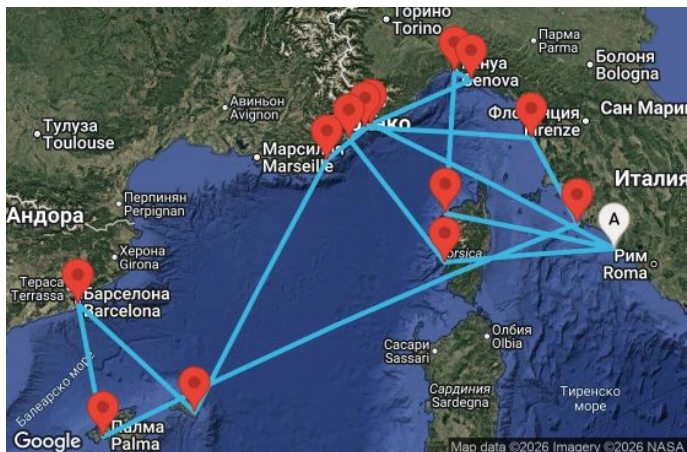 Торино
Torino
Парма
Parma
Болоня
Bologna
Генуа
Genova
Сан Мари
Флоренция
Firenze
Авиньон
Avignon
Тулуза
Toulouse
Марсилия
Marseille
Италия
Перпинян
Perpignan
Андора
Херона
Girona
Рим
Roma
A
Corsica
Тераса
Terrassa
Барселона
Barcelona
Олбия
Olbia
Сасари
Sassari
Сардиния
Sardegna
Тиренско
море
Балеарско море
Палма
Palma
Google
Map data ©2026 Imagery ©2026 NASA